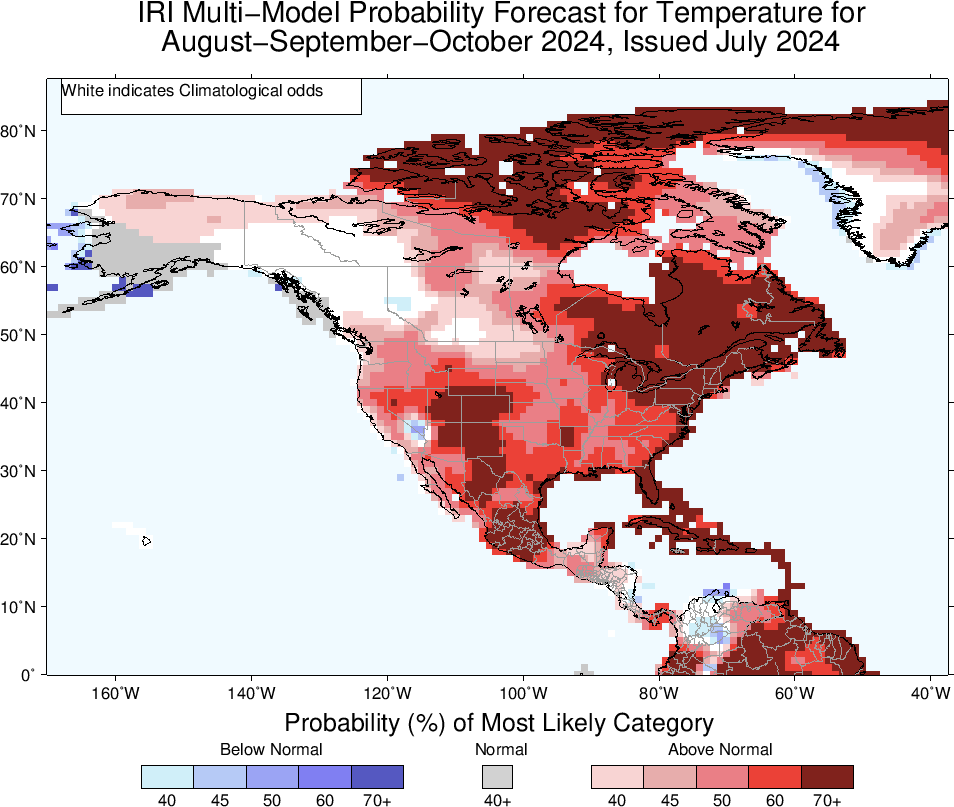 IRI Multi−Model Probability Forecast for Temperature for
August−September−October 2024, Issued July 2024
White indicates Climatological odds
80˚N
70˚N
60˚N
50˚N
40˚N
30˚N
20˚N
10˚N
0˚
160˚W 140˚W 120˚W 100˚W 80˚W 60˚W 40˚W
Probability (%) of Most Likely Category
Below Normal Normal Above Normal
40 45 50 60 70+ 40+ 40 45 50 60 70+